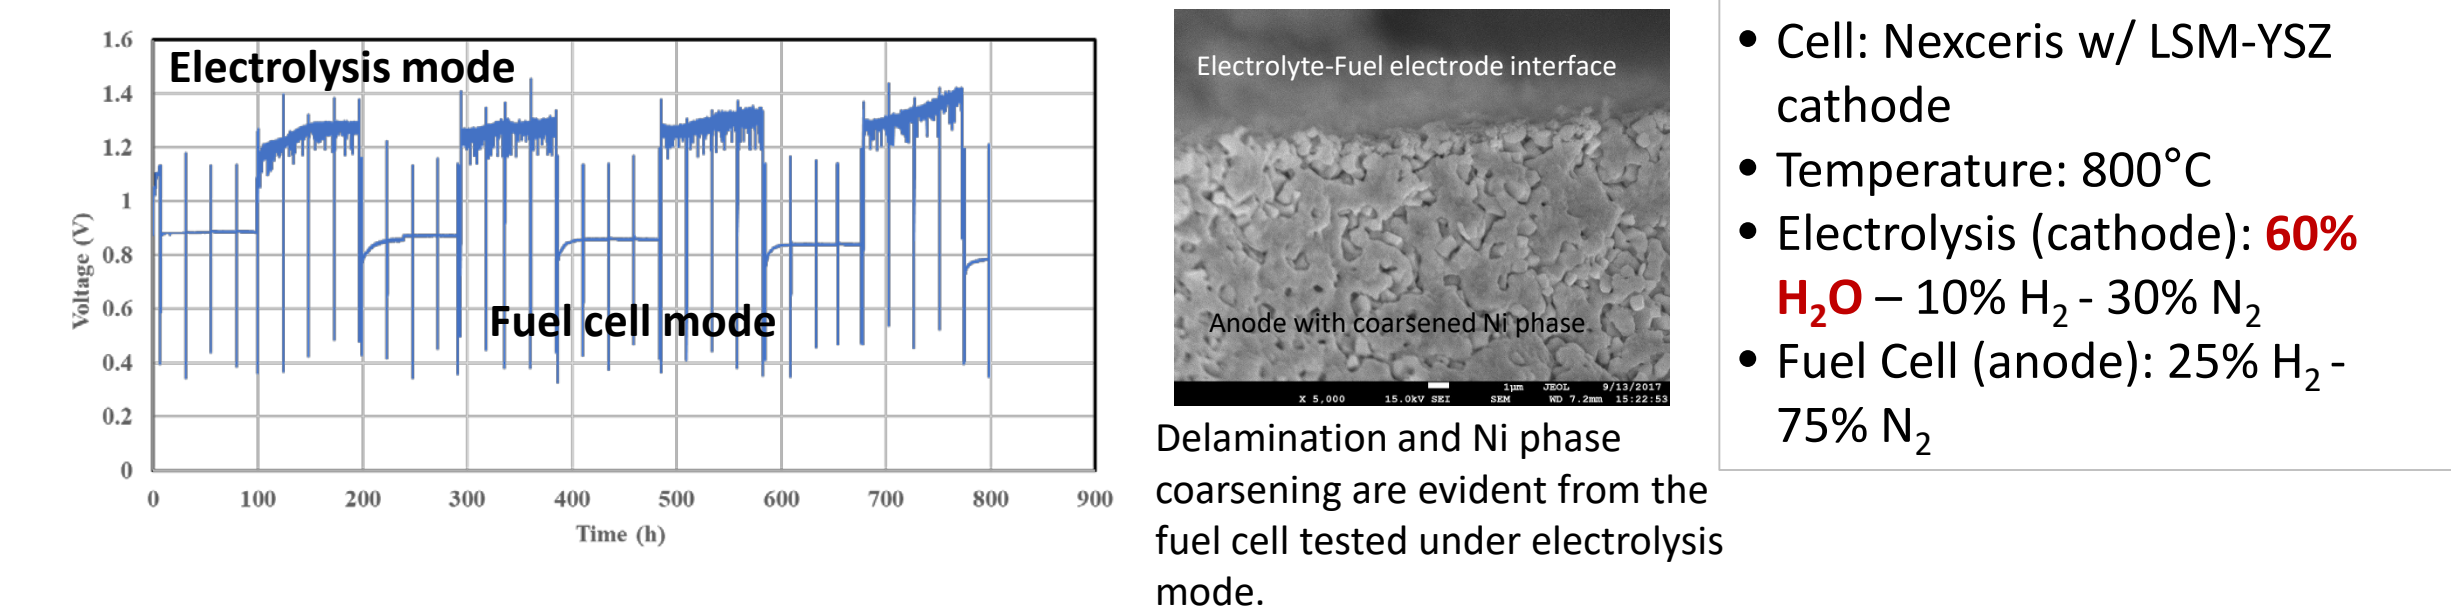 Electrolysis mode
Fuel cell mode
1.6
1.4
1.2
1
0.8
0.6
0.4
0.2
0
Voltage (V)
0 100 200 300 400 500 600 700 800 900
Time (h)
Electrolyte-Fuel electrode interface
Anode with coarsened Ni phase
1μm JEOL 9/13/2017
X 5,000 15.0kV SEI SEM WD 7.2mm 15:22:53
Delamination and Ni phase
coarsening are evident from the
fuel cell tested under electrolysis
mode.
• Cell: Nexceris w/ LSM-YSZ
cathode
• Temperature: 800°C
• Electrolysis (cathode): 60%
H₂O – 10% H₂ - 30% N₂
• Fuel Cell (anode): 25% H₂ -
75% N₂